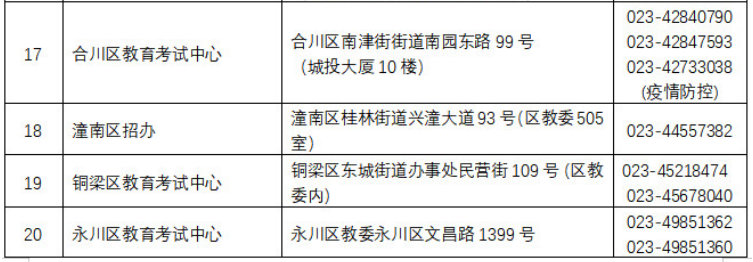 17 合川区教育考试中心 合川区南津街街道南园东路 99 号（城投大厦 10 楼） 023-42840790 023-42847593 023-42733038 (疫情防控)
18 潼南区招办 潼南区桂林街道兴潼大道 93 号(区教委 505 室） 023-44557382
19 铜梁区教育考试中心 铜梁区东城街道办事处民营街 109 号 (区教委内） 023-45218474 023-45678040
20 永川区教育考试中心 永川区教委永川区文昌路 1399 号 023-49851362 023-49851360